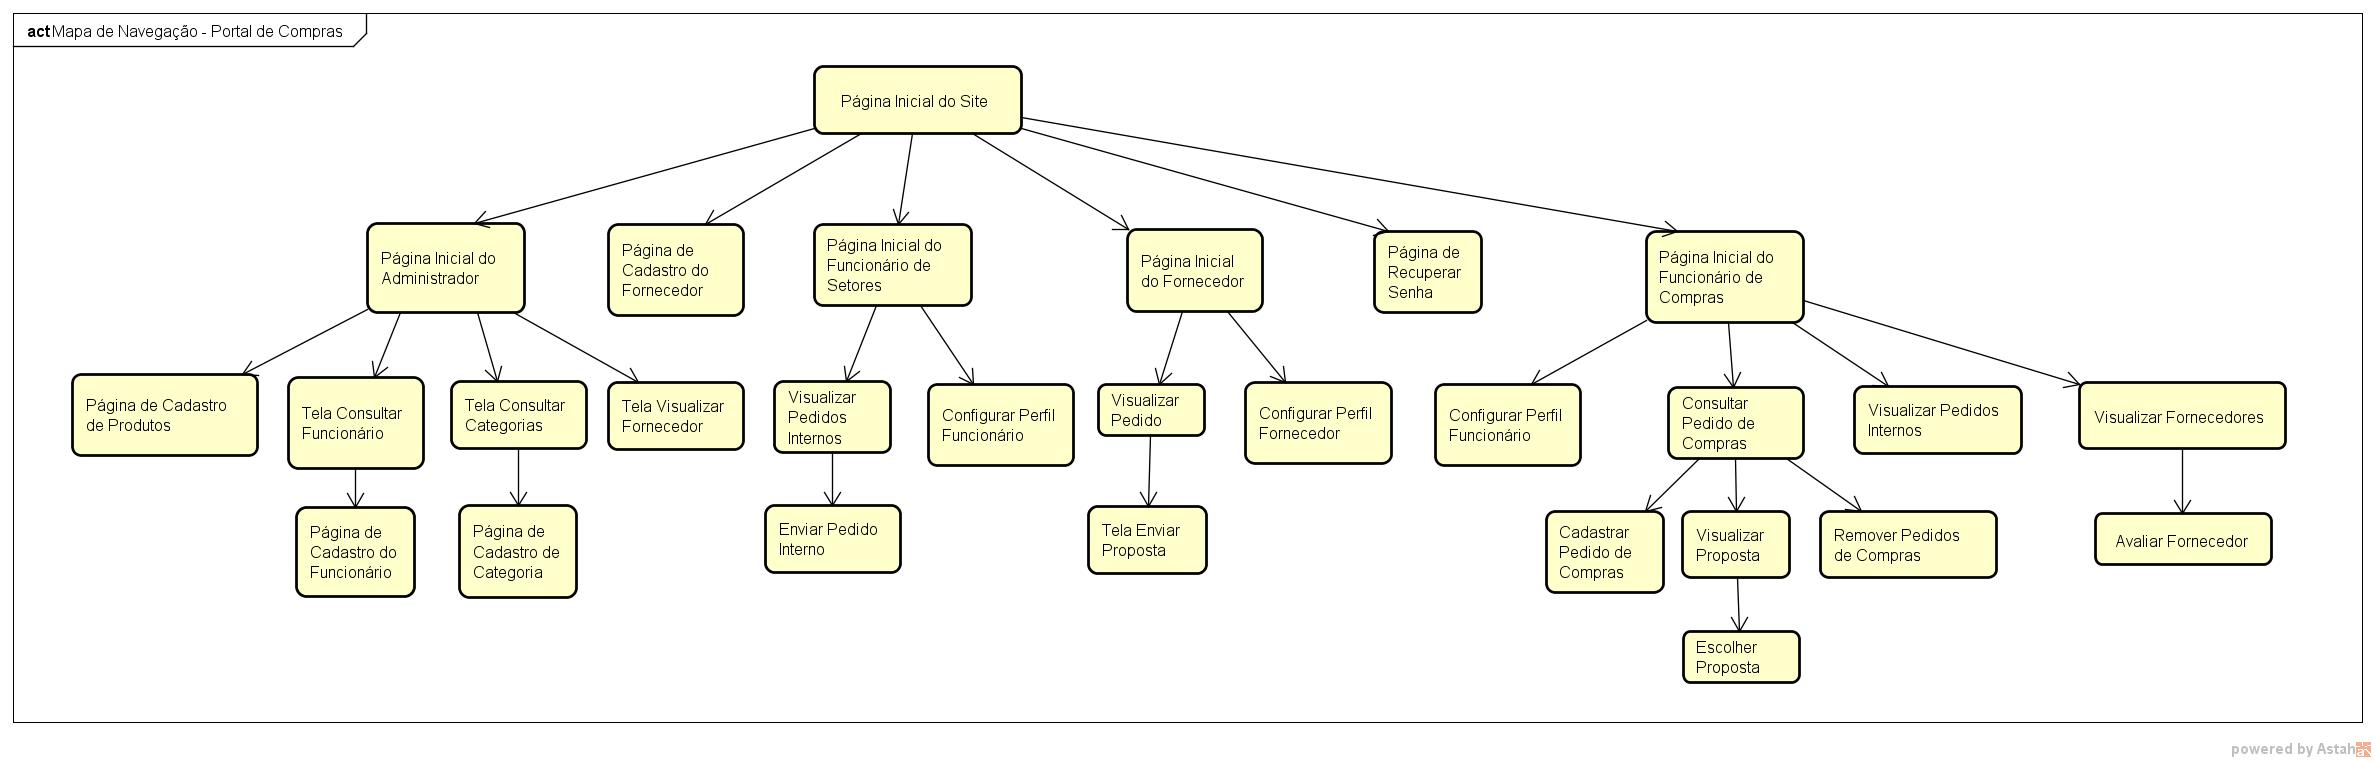 act Mapa de Navegação - Portal de Compras
Página Inicial do Site
Página Inicial do
Administrador
Página de
Cadastro do
Fornecedor
Página Inicial do
Funcionário de
Setores
Página Inicial
do Fornecedor
Página de
Recuperar
Senha
Página Inicial do
Funcionário de
Compras
Página de Cadastro
de Produtos
Tela Consultar
Funcionário
Tela Consultar
Categorias
Tela Visualizar
Fornecedor
Visualizar
Pedidos
Internos
Configurar Perfil
Funcionário
Visualizar
Pedido
Configurar Perfil
Fornecedor
Configurar Perfil
Funcionário
Consultar
Pedido de
Compras
Visualizar Pedidos
Internos
Visualizar Fornecedores
Página de
Cadastro do
Funcionário
Página de
Cadastro de
Categoria
Enviar Pedido
Interno
Tela Enviar
Proposta
Cadastrar
Pedido de
Compras
Visualizar
Proposta
Remover Pedidos
de Compras
Avaliar Fornecedor
Escolher
Proposta
powered by Astah